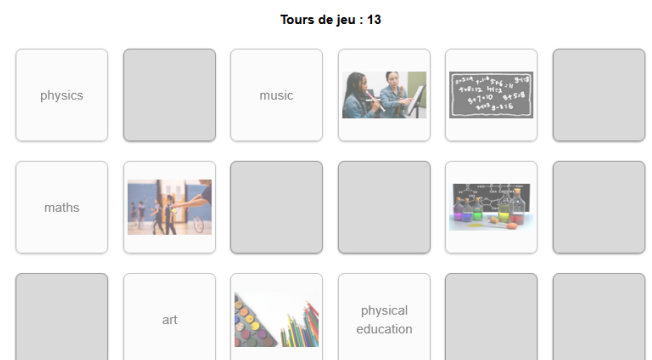 Tours de jeu : 13
physics
music
maths
art
physical
education